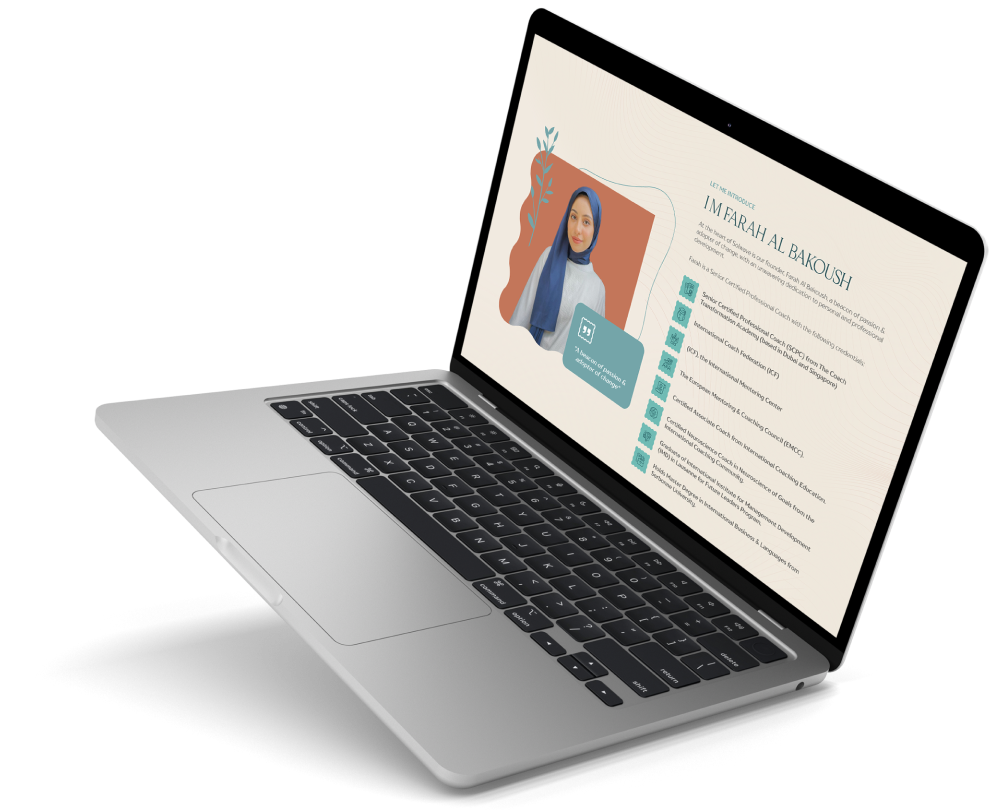 LET ME INTRODUCE
I'M FARAH AL BAKOUSH
At the heart of Solwave is our founder, Farah Al Bakoush, a beacon of passion &
adopter of change with an unwavering dedication to personal and professional
development.
Farah is a Senior Certified Professional Coach with the following credentials:
Senior Certified Professional Coach (SCPC) from The Coach
Transformation Academy (based in Dubai and Singapore)
International Coach Federation (ICF)
(ICF), the International Mentoring Center
The European Mentoring & Coaching Council (EMCC).
Certified Associate Coach from International Coaching Education.
Certified Neuroscience Coach in Neuroscience of Goals from the
International Coaching Community.
Graduate of International Institute for Management Development
(IMD) in Lausanne for Future Leaders Program.
Holds Master Degree in International Business & Languages from
Sorbonne University.
"A beacon of passion &
adopter of change"
delete
return
shift
command
option
control
option
command
Q W E R T Y U I O P
A S D F G H J K L
Z X C V B N M